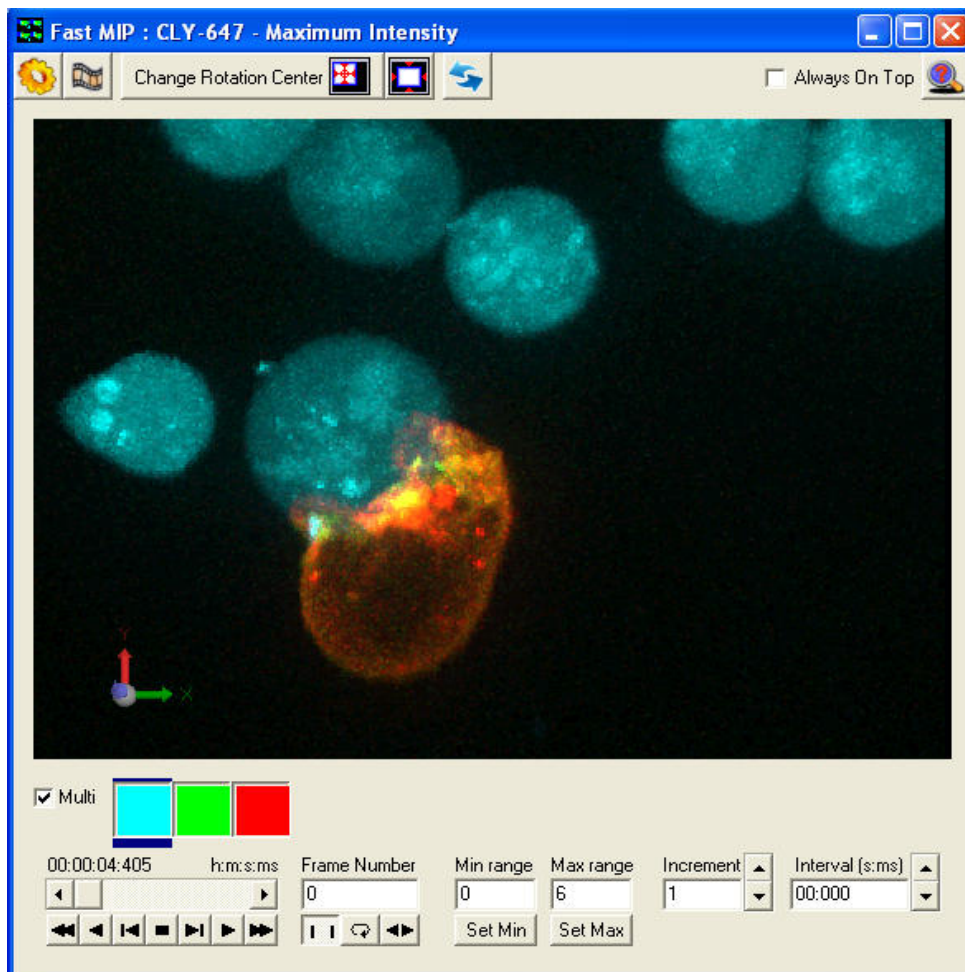 Fast MIP : CLY-647 - Maximum Intensity
Change Rotation Center
Always On Top
Y
X
Multi
00:00:04:405 h:m:s:ms
Frame Number
Min range
Max range
Increment
Interval (s:ms)
0
0
6
1
00:000
Set Min
Set Max